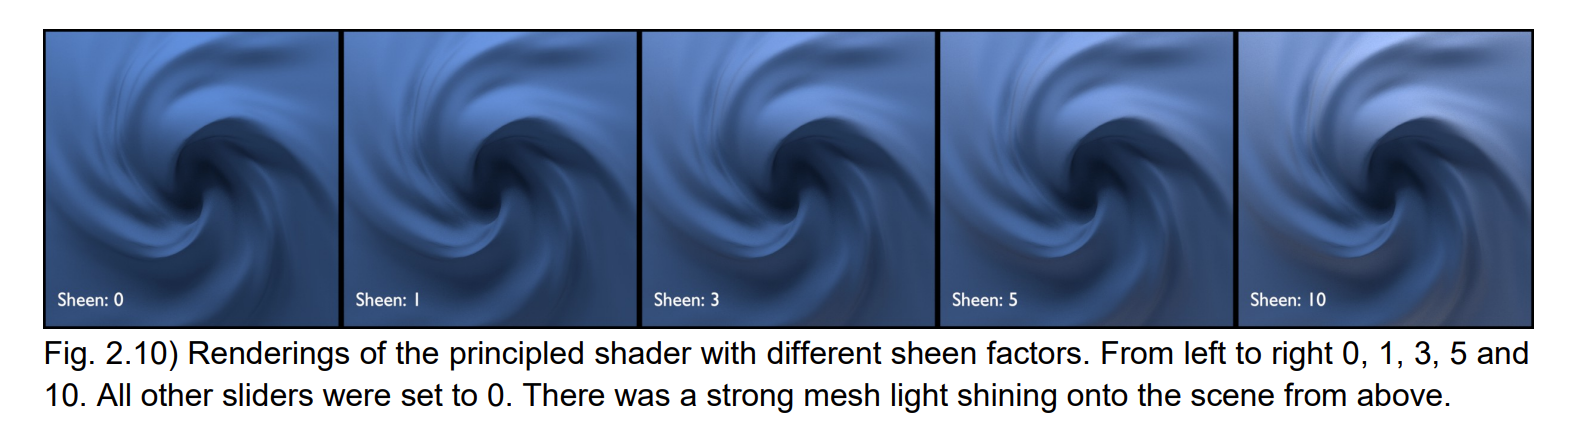 Sheen: 0
Sheen: 1
Sheen: 3
Sheen: 5
Sheen: 10
Fig. 2.10) Renderings of the principled shader with different sheen factors. From left to right 0, 1, 3, 5 and
10. All other sliders were set to 0. There was a strong mesh light shining onto the scene from above.